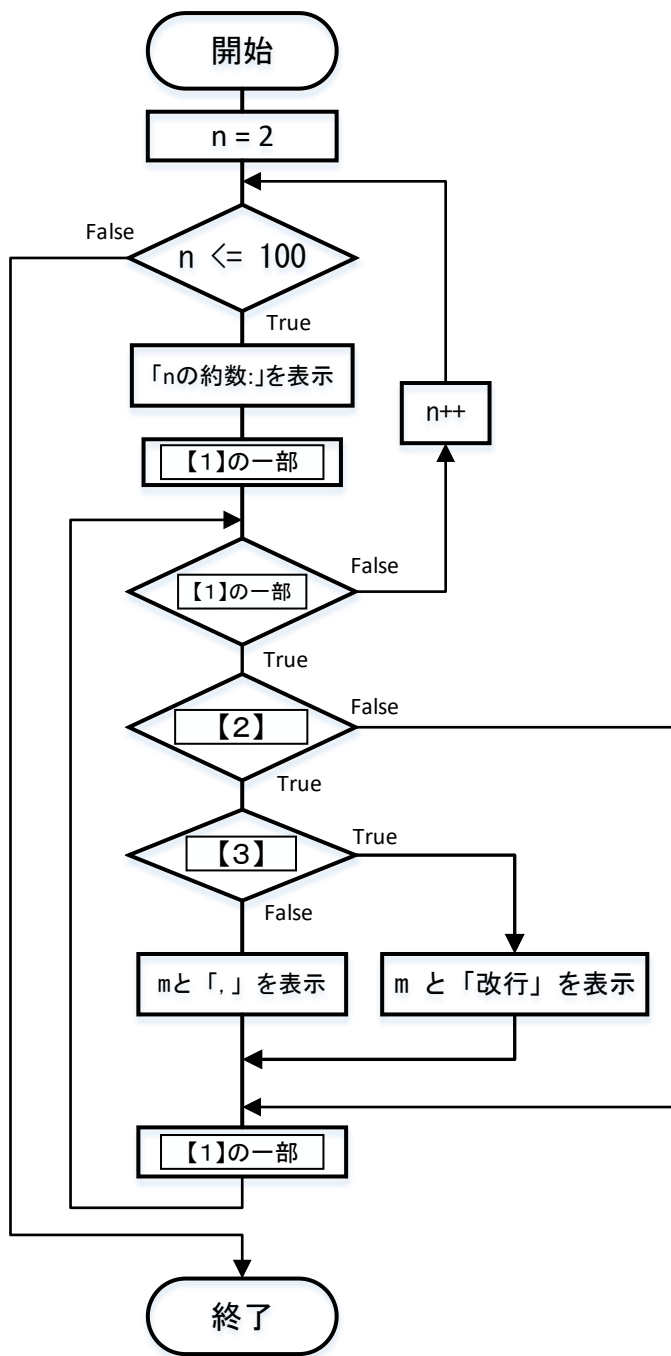 開始
n = 2
False
n <= 100
True
「nの約数:」を表示
n++
【1】の一部
【1】の一部
False
True
【2】
False
True
【3】
True
False
mと「,」を表示
m と「改行」を表示
【1】の一部
終了